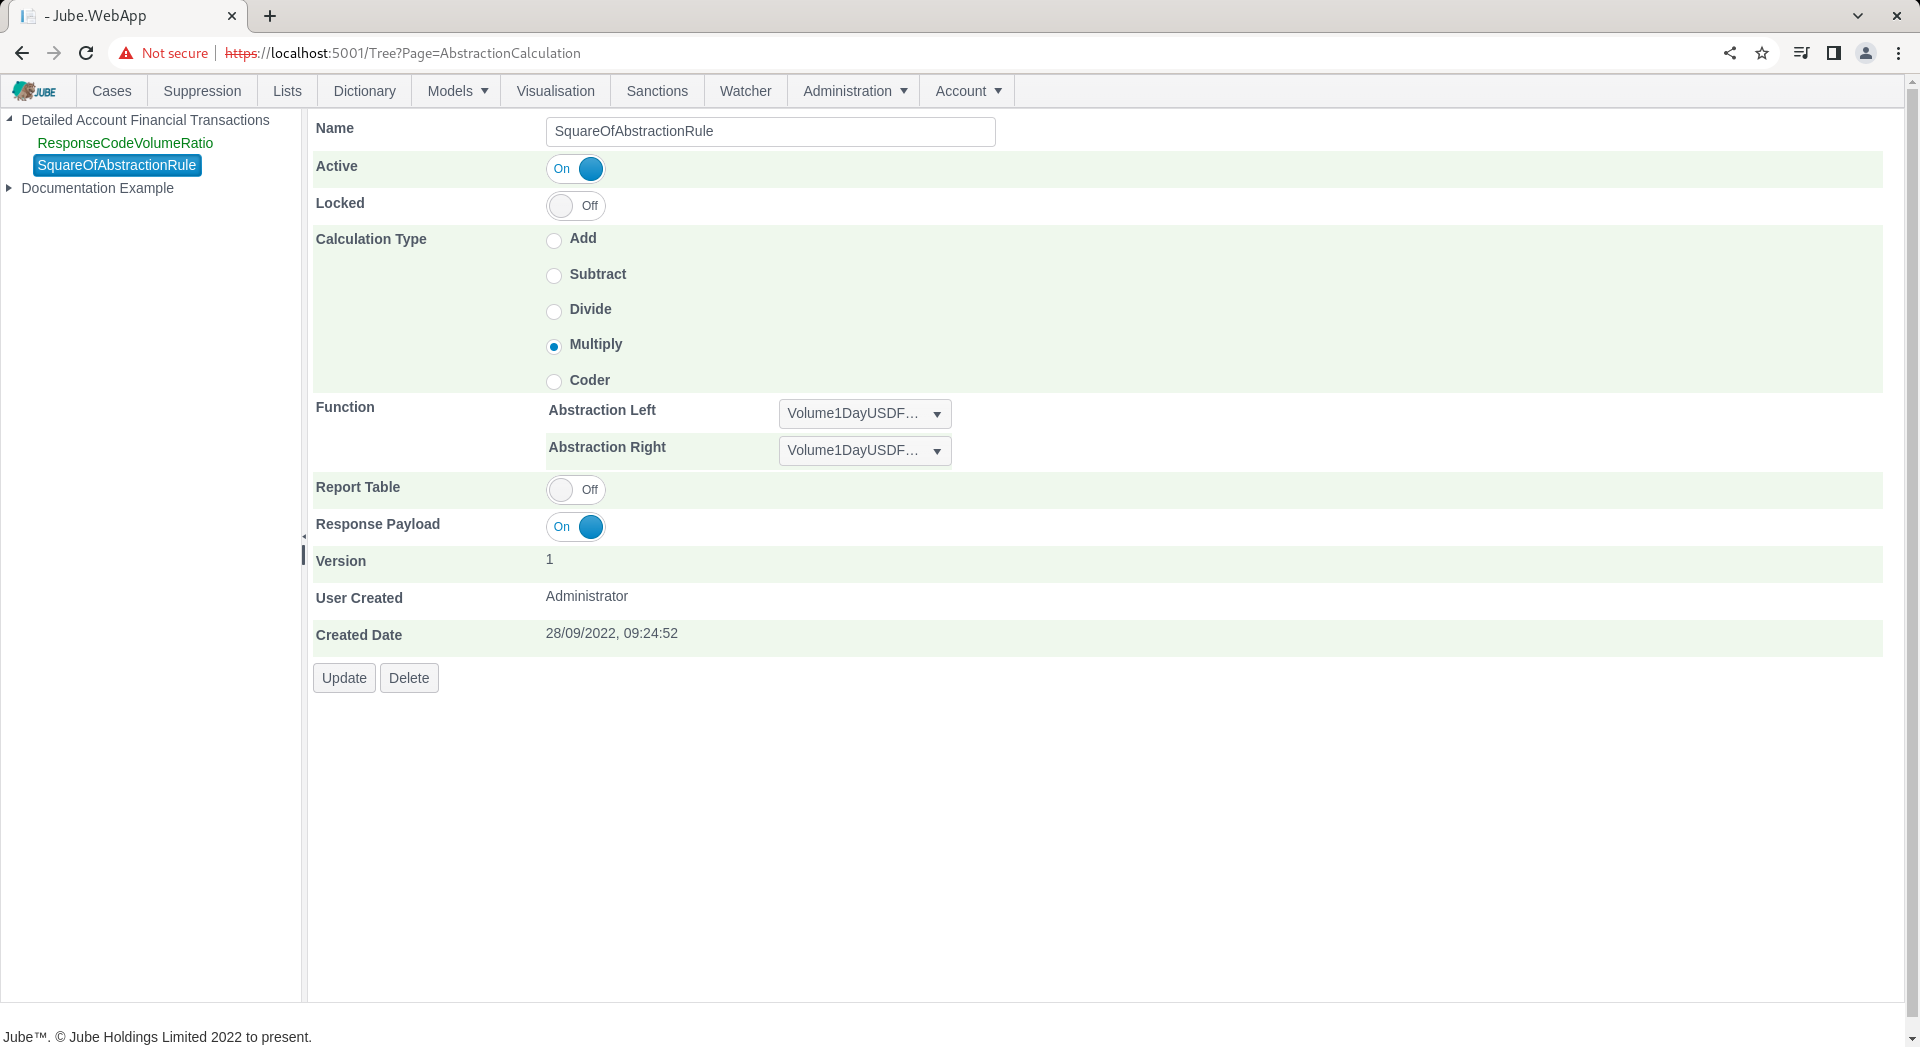 - Jube.WebApp
Not secure https://localhost:5001/Tree?Page=AbstractionCalculation
JUBE Cases Suppression Lists Dictionary Models Visualisation Sanctions Watcher Administration Account
Detailed Account Financial Transactions
ResponseCodeVolumeRatio
SquareOfAbstractionRule
Documentation Example
Name SquareOfAbstractionRule
Active On
Locked Off
Calculation Type Add
Subtract
Divide
Multiply
Coder
Function Abstraction Left Volume1DayUSDF...
Abstraction Right Volume1DayUSDF...
Report Table Off
Response Payload On
Version 1
User Created Administrator
Created Date 28/09/2022, 09:24:52
Update Delete
Jube™. © Jube Holdings Limited 2022 to present.